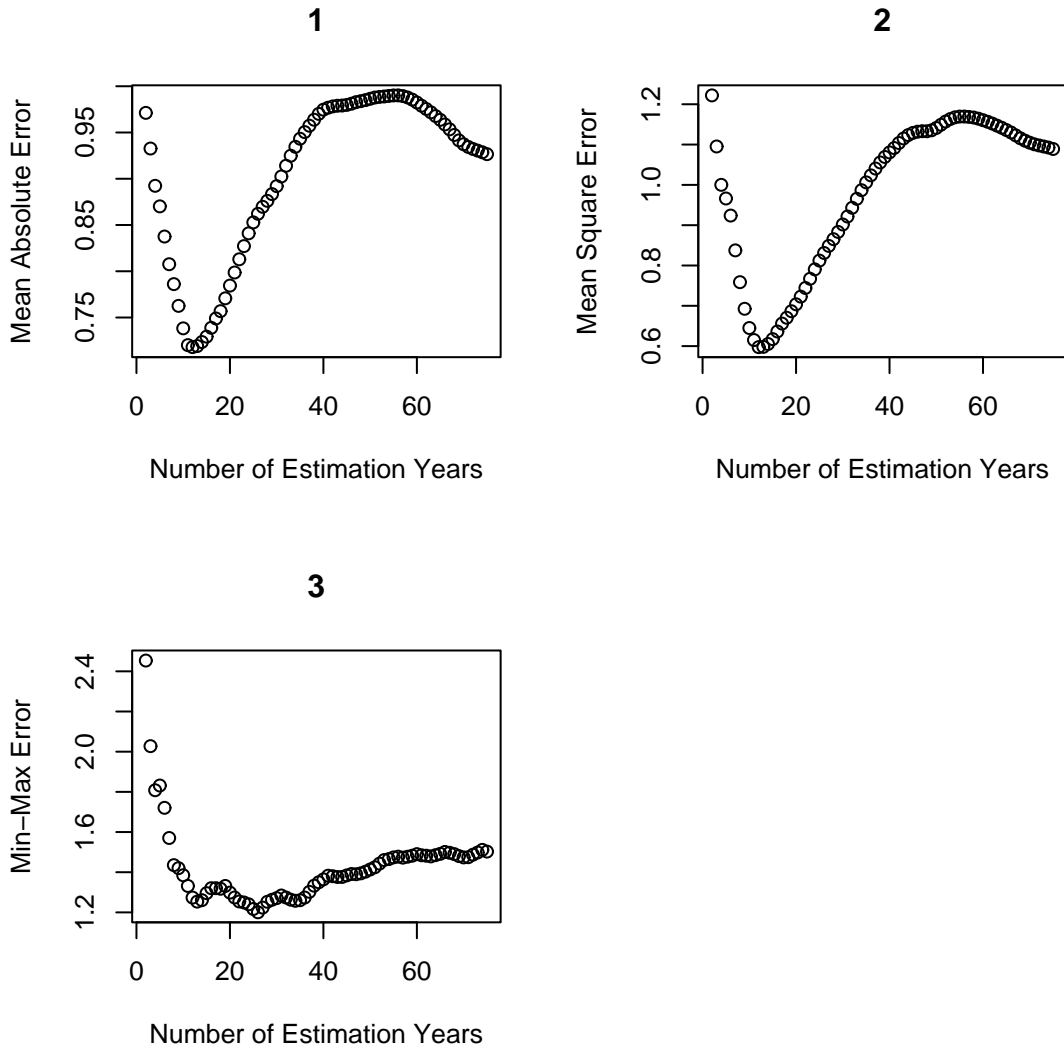 1
Mean Absolute Error
0.95
0.85
0.75
0 20 40 60
Number of Estimation Years
2
Mean Square Error
1.2
1.0
0.8
0.6
0 20 40 60
Number of Estimation Years
3
Min−Max Error
2.4
2.0
1.6
1.2
0 20 40 60
Number of Estimation Years